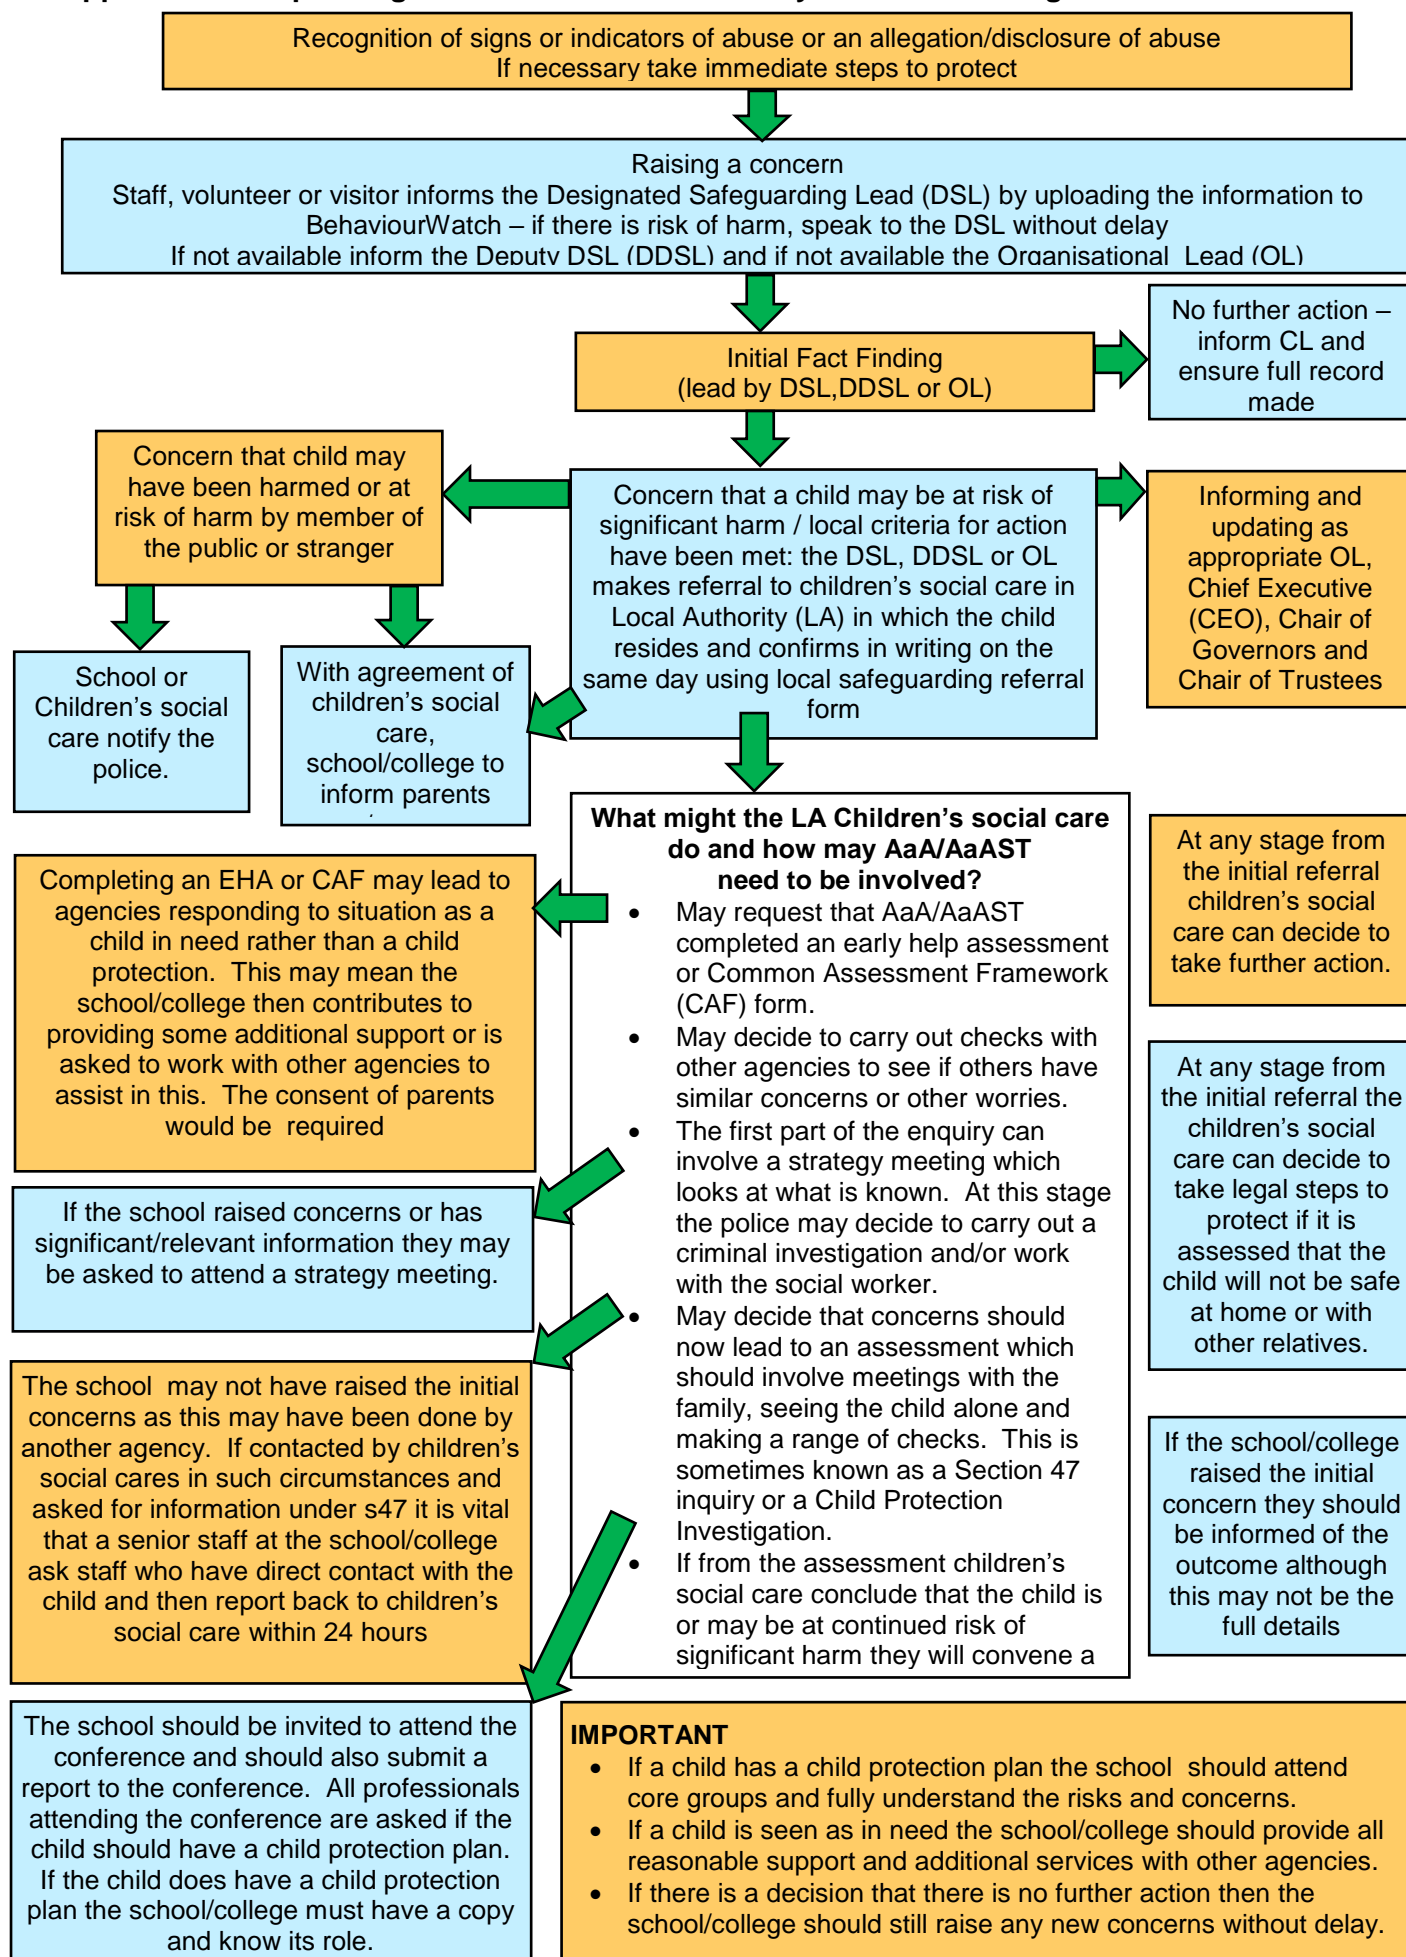 Recognition of signs or indicators of abuse or an allegation/disclosure of abuse
If necessary take immediate steps to protect
Raising a concern
Staff, volunteer or visitor informs the Designated Safeguarding Lead (DSL) by uploading the information to
BehaviourWatch – if there is risk of harm, speak to the DSL without delay
If not available inform the Deputy DSL (DDSL) and if not available the Organisational Lead (OL)
Initial Fact Finding
(lead by DSL,DDSL or OL)
No further action –
inform CL and
ensure full record
made
Concern that child may
have been harmed or at
risk of harm by member of
the public or stranger
Concern that a child may be at risk of
significant harm / local criteria for action
have been met: the DSL, DDSL or OL
makes referral to children’s social care in
Local Authority (LA) in which the child
resides and confirms in writing on the
same day using local safeguarding referral
form
Informing and
updating as
appropriate OL,
Chief Executive
(CEO), Chair of
Governors and
Chair of Trustees
School or
Children’s social
care notify the
police.
With agreement of
children’s social
care,
school/college to
inform parents
What might the LA Children’s social care
do and how may AaA/AaAST
need to be involved?
• May request that AaA/AaAST
completed an early help assessment
or Common Assessment Framework
(CAF) form.
• May decide to carry out checks with
other agencies to see if others have
similar concerns or other worries.
• The first part of the enquiry can
involve a strategy meeting which
looks at what is known. At this stage
the police may decide to carry out a
criminal investigation and/or work
with the social worker.
• May decide that concerns should
now lead to an assessment which
should involve meetings with the
family, seeing the child alone and
making a range of checks. This is
sometimes known as a Section 47
inquiry or a Child Protection
Investigation.
• If from the assessment children’s
social care conclude that the child is
or may be at continued risk of
significant harm they will convene a
At any stage from
the initial referral
children’s social
care can decide to
take further action.
Completing an EHA or CAF may lead to
agencies responding to situation as a
child in need rather than a child
protection. This may mean the
school/college then contributes to
providing some additional support or is
asked to work with other agencies to
assist in this. The consent of parents
would be required
At any stage from
the initial referral the
children’s social
care can decide to
take legal steps to
protect if it is
assessed that the
child will not be safe
at home or with
other relatives.
If the school raised concerns or has
significant/relevant information they may
be asked to attend a strategy meeting.
The school may not have raised the initial
concerns as this may have been done by
another agency. If contacted by children’s
social cares in such circumstances and
asked for information under s47 it is vital
that a senior staff at the school/college
ask staff who have direct contact with the
child and then report back to children’s
social care within 24 hours
If the school/college
raised the initial
concern they should
be informed of the
outcome although
this may not be the
full details
The school should be invited to attend the
conference and should also submit a
report to the conference. All professionals
attending the conference are asked if the
child should have a child protection plan.
If the child does have a child protection
plan the school/college must have a copy
and know its role.
IMPORTANT
• If a child has a child protection plan the school should attend
core groups and fully understand the risks and concerns.
• If a child is seen as in need the school/college should provide all
reasonable support and additional services with other agencies.
• If there is a decision that there is no further action then the
school/college should still raise any new concerns without delay.